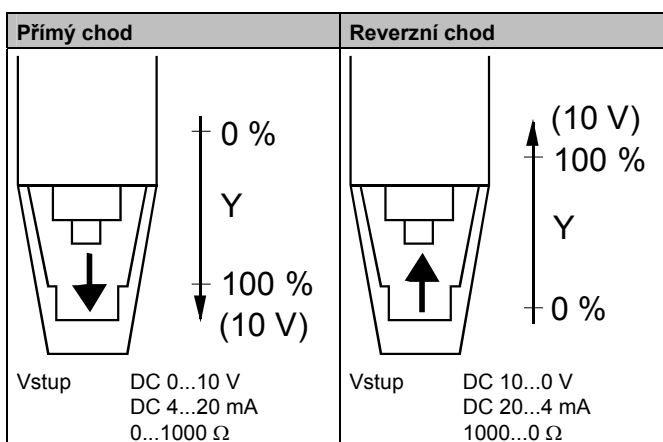 Přímý chod
Reverzní chod
0 %
Y
100 %
(10 V)
(10 V)
100 %
Y
0 %
Vstup DC 0...10 V
DC 4...20 mA
0...1000 Ω
Vstup DC 10...0 V
DC 20...4 mA
1000...0 Ω